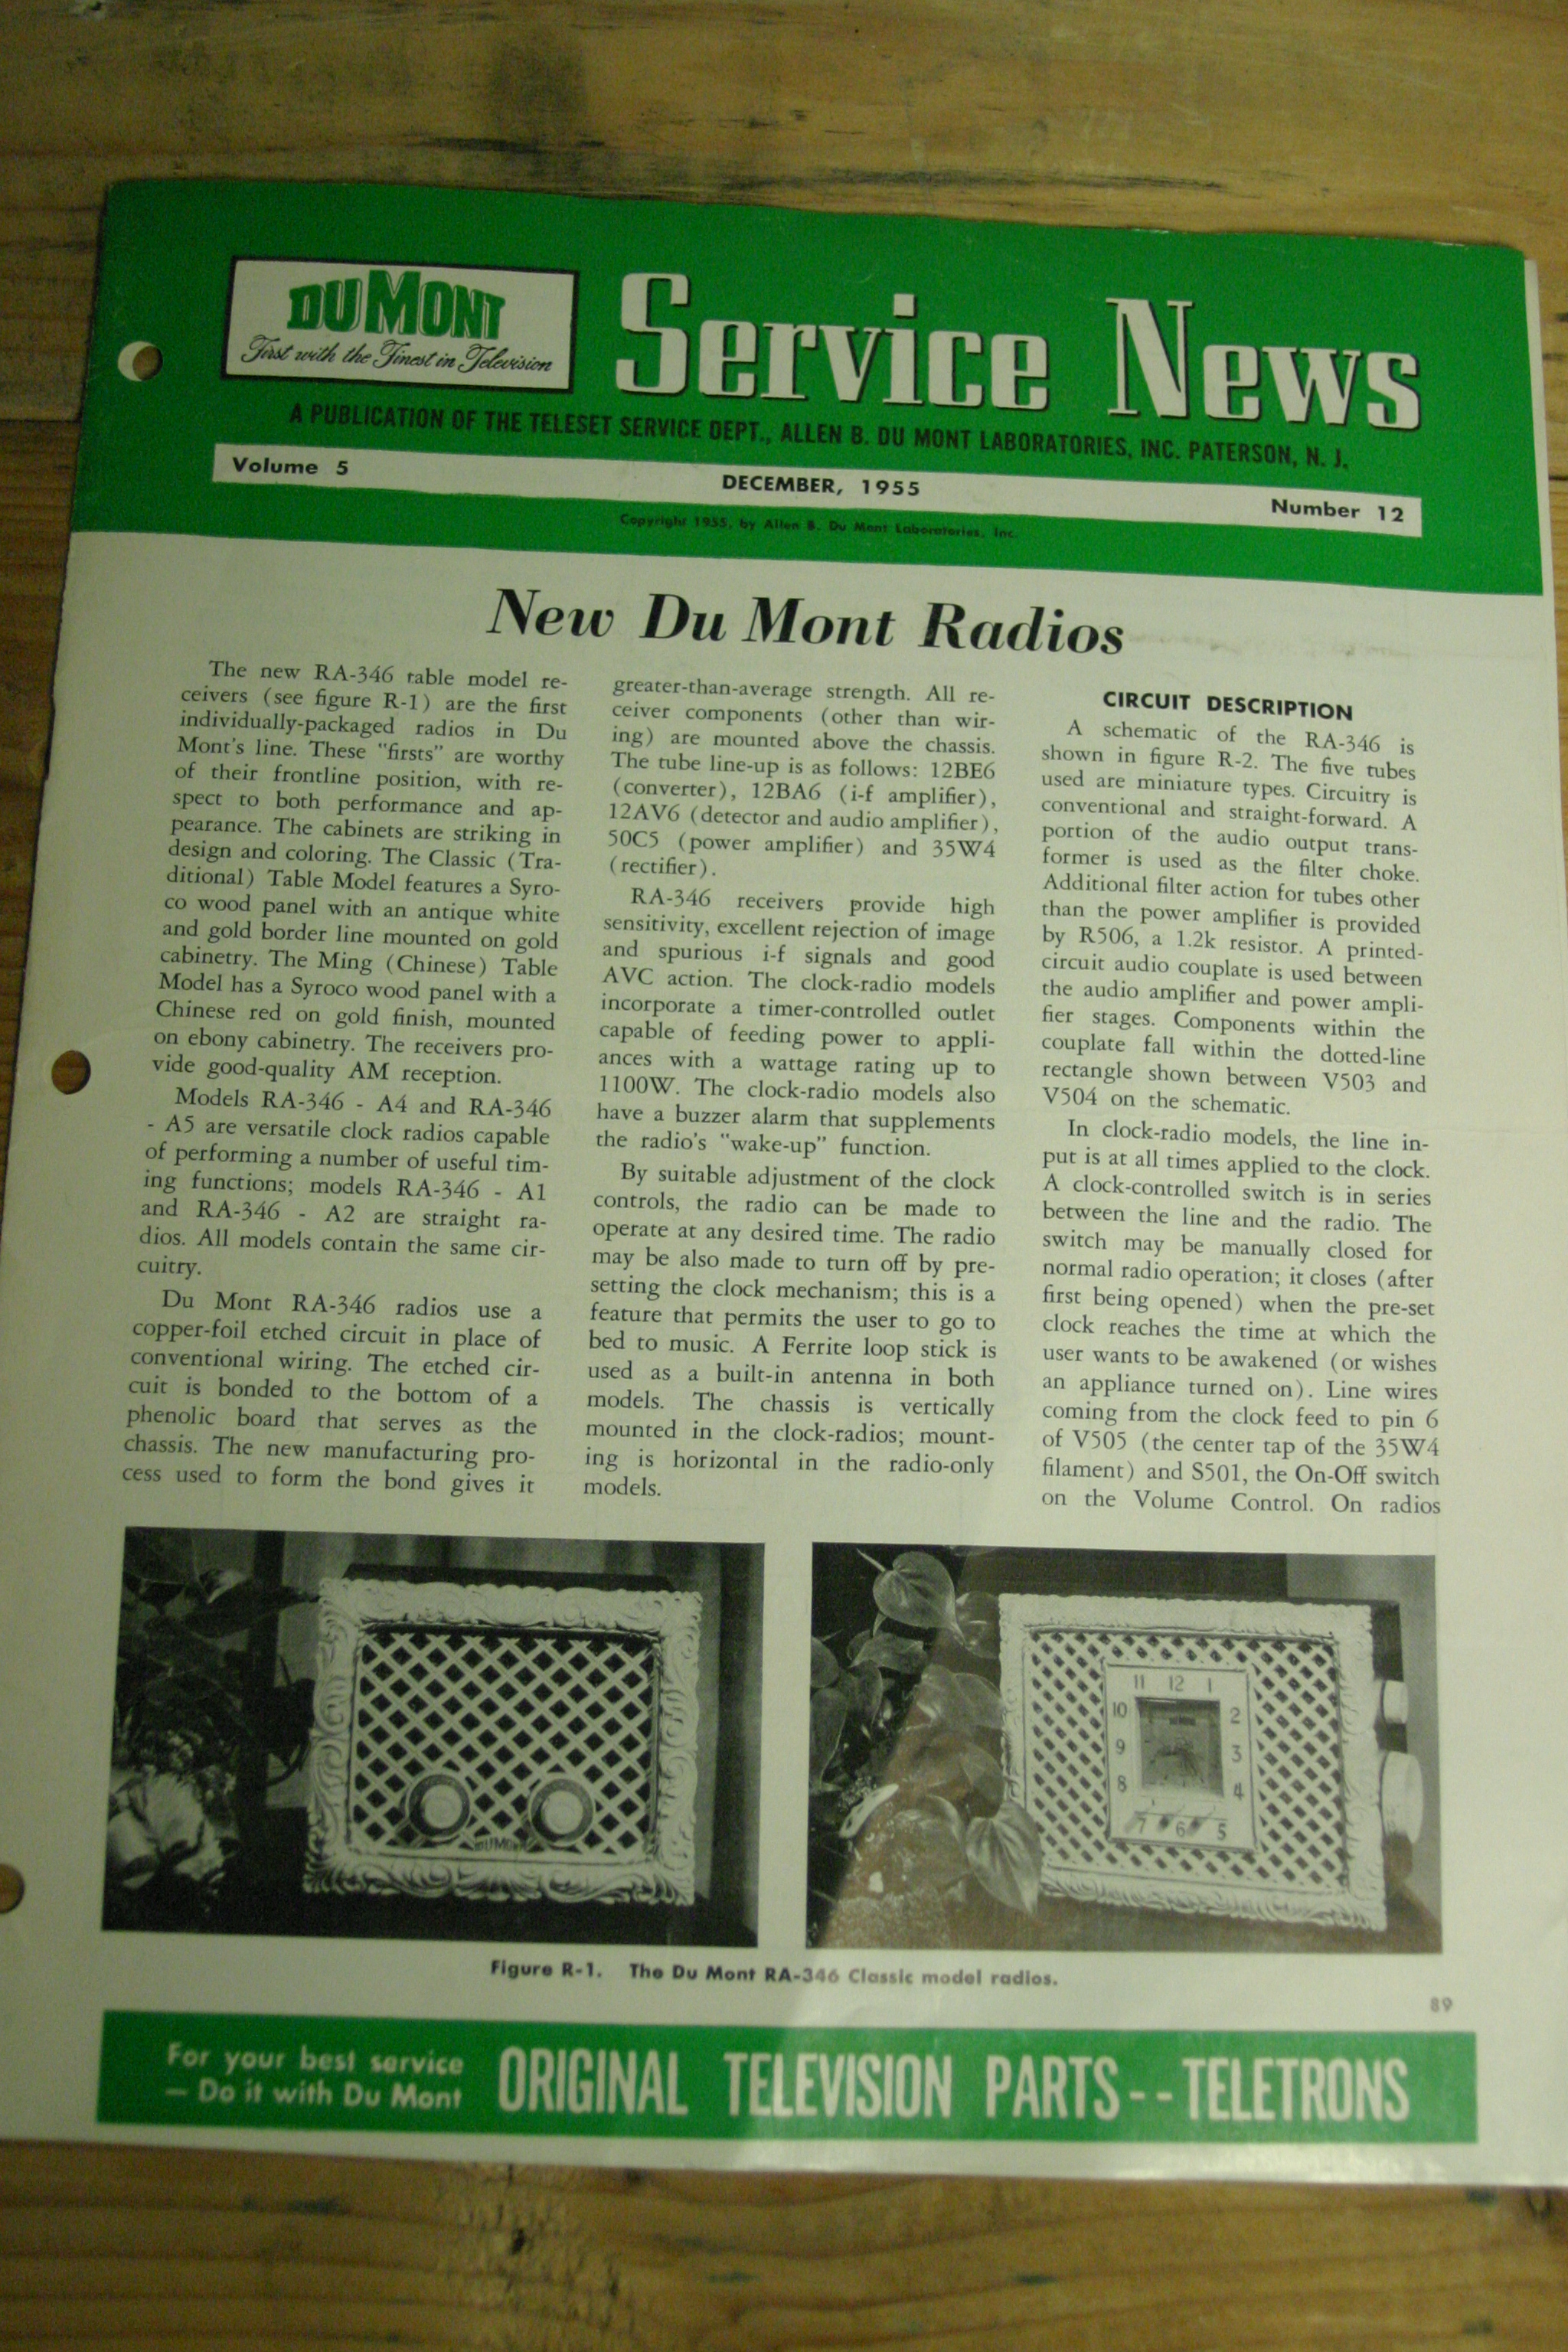 DUMONT
First with the Finest in Television
Service News
A PUBLICATION OF THE TELESET SERVICE DEPT., ALLEN B. DU MONT LABORATORIES, INC. PATERSON, N. J.
Volume 5
DECEMBER, 1955
Number 12
Copyright 1955, by Allen B. Du Mont Laboratories, Inc.
New Du Mont Radios
The new RA-346 table model re-
ceivers (see figure R-1) are the first
individually-packaged radios in Du
Mont's line. These "firsts" are worthy
of their frontline position, with re-
spect to both performance and ap-
pearance. The cabinets are striking in
design and coloring. The Classic (Tra-
ditional) Table Model features a Syro-
co wood panel with an antique white
and gold border line mounted on gold
cabinetry. The Ming (Chinese) Table
Model has a Syroco wood panel with a
Chinese red on gold finish, mounted
on ebony cabinetry. The receivers pro-
vide good-quality AM reception.
Models RA-346 - A4 and RA-346
- A5 are versatile clock radios capable
of performing a number of useful tim-
ing functions; models RA-346 - A1
and RA-346 - A2 are straight ra-
dios. All models contain the same cir-
cuitry.
Du Mont RA-346 radios use a
copper-foil etched circuit in place of
conventional wiring. The etched cir-
cuit is bonded to the bottom of a
phenolic board that serves as the
chassis. The new manufacturing pro-
cess used to form the bond gives it
greater-than-average strength. All re-
ceiver components (other than wir-
ing) are mounted above the chassis.
The tube line-up is as follows: 12BE6
(converter), 12BA6 (i-f amplifier),
12AV6 (detector and audio amplifier),
50C5 (power amplifier) and 35W4
(rectifier).
RA-346 receivers provide high
sensitivity, excellent rejection of image
and spurious i-f signals and good
AVC action. The clock-radio models
incorporate a timer-controlled outlet
capable of feeding power to appli-
ances with a wattage rating up to
1100W. The clock-radio models also
have a buzzer alarm that supplements
the radio's "wake-up" function.
By suitable adjustment of the clock
controls, the radio can be made to
operate at any desired time. The radio
may be also made to turn off by pre-
setting the clock mechanism; this is a
feature that permits the user to go to
bed to music. A Ferrite loop stick is
used as a built-in antenna in both
models. The chassis is vertically
mounted in the clock-radios; mount-
ing is horizontal in the radio-only
models.
CIRCUIT DESCRIPTION
A schematic of the RA-346 is
shown in figure R-2. The five tubes
used are miniature types. Circuitry is
conventional and straight-forward. A
portion of the audio output trans-
former is used as the filter choke.
Additional filter action for tubes other
than the power amplifier is provided
by R506, a 1.2k resistor. A printed-
circuit audio couplate is used between
the audio amplifier and power ampli-
fier stages. Components within the
couplate fall within the dotted-line
rectangle shown between V503 and
V504 on the schematic.
In clock-radio models, the line in-
put is at all times applied to the clock.
A clock-controlled switch is in series
between the line and the radio. The
switch may be manually closed for
normal radio operation; it closes (after
first being opened) when the pre-set
clock reaches the time at which the
user wants to be awakened (or wishes
an appliance turned on). Line wires
coming from the clock feed to pin 6
of V505 (the center tap of the 35W4
filament) and S501, the On-Off switch
on the Volume Control. On radios
DUMONT
11 12 1
10 2
9 3
8 4
7 6 5
Figure R-1. The Du Mont RA-346 Classic model radios.
89
For your best service
— Do it with Du Mont
ORIGINAL TELEVISION PARTS--TELETRONS